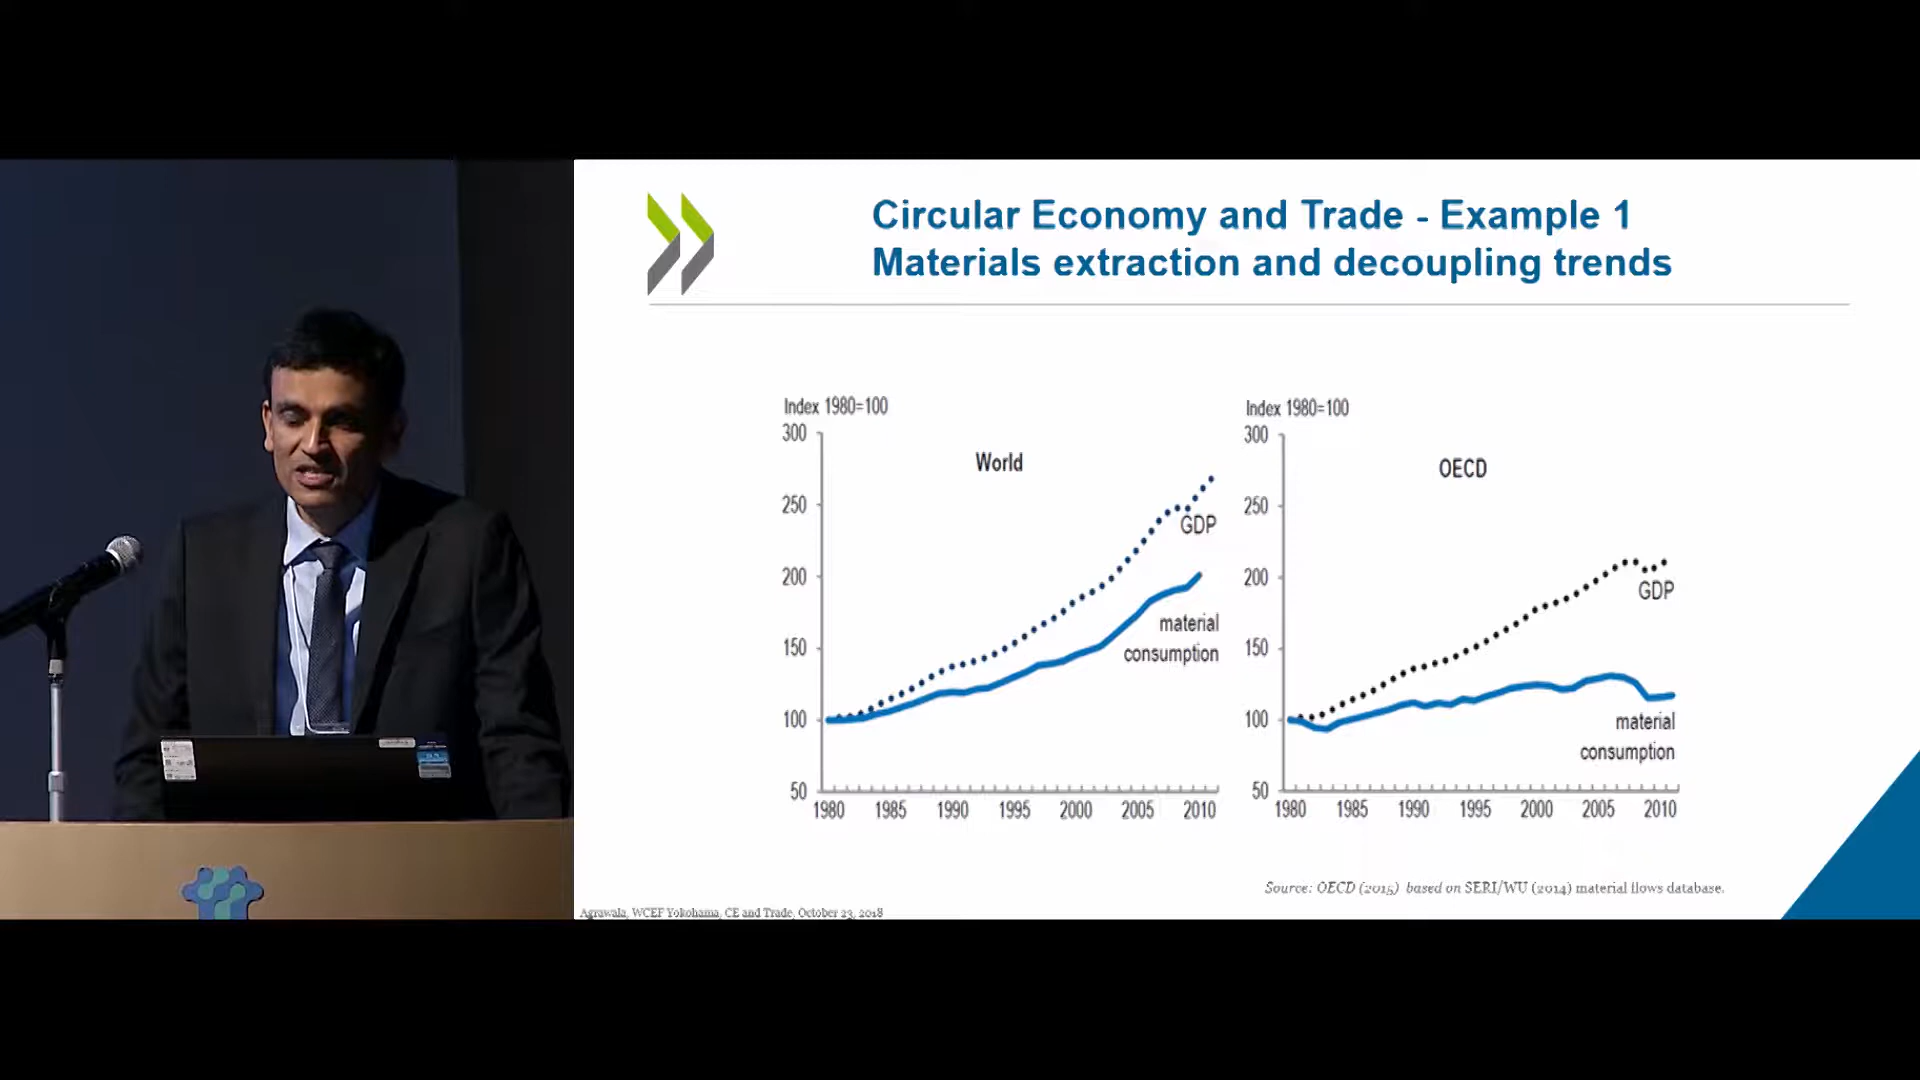 Circular Economy and Trade - Example 1
Materials extraction and decoupling trends
Index 1980=100
300
250
200
150
100
50
World
GDP
material
consumption
1980 1985 1990 1995 2000 2005 2010
Index 1980=100
300
250
200
150
100
50
OECD
GDP
material
consumption
1980 1985 1990 1995 2000 2005 2010
Source: OECD (2015) based on SERI/WU (2014) material flows database.
Agrawala, WCEF Yokohama, CE and Trade, October 23, 2018